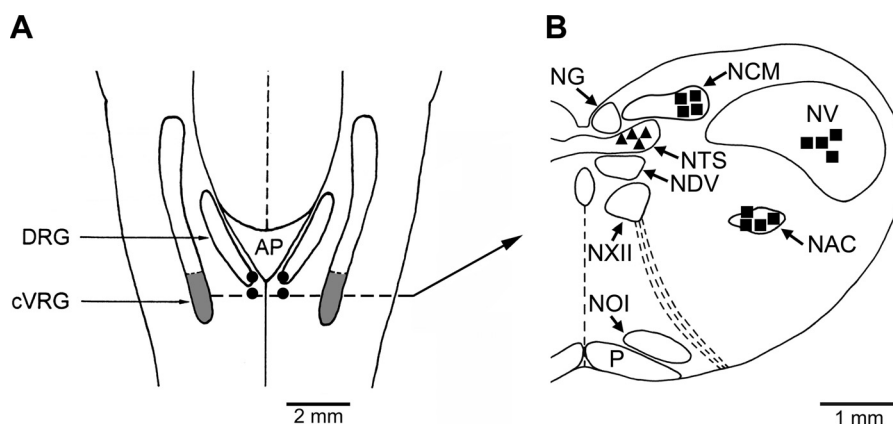 A
DRG
cVRG
AP
2 mm
B
NG
NCM
NV
NTS
NDV
NXII
NAC
NOI
P
1 mm